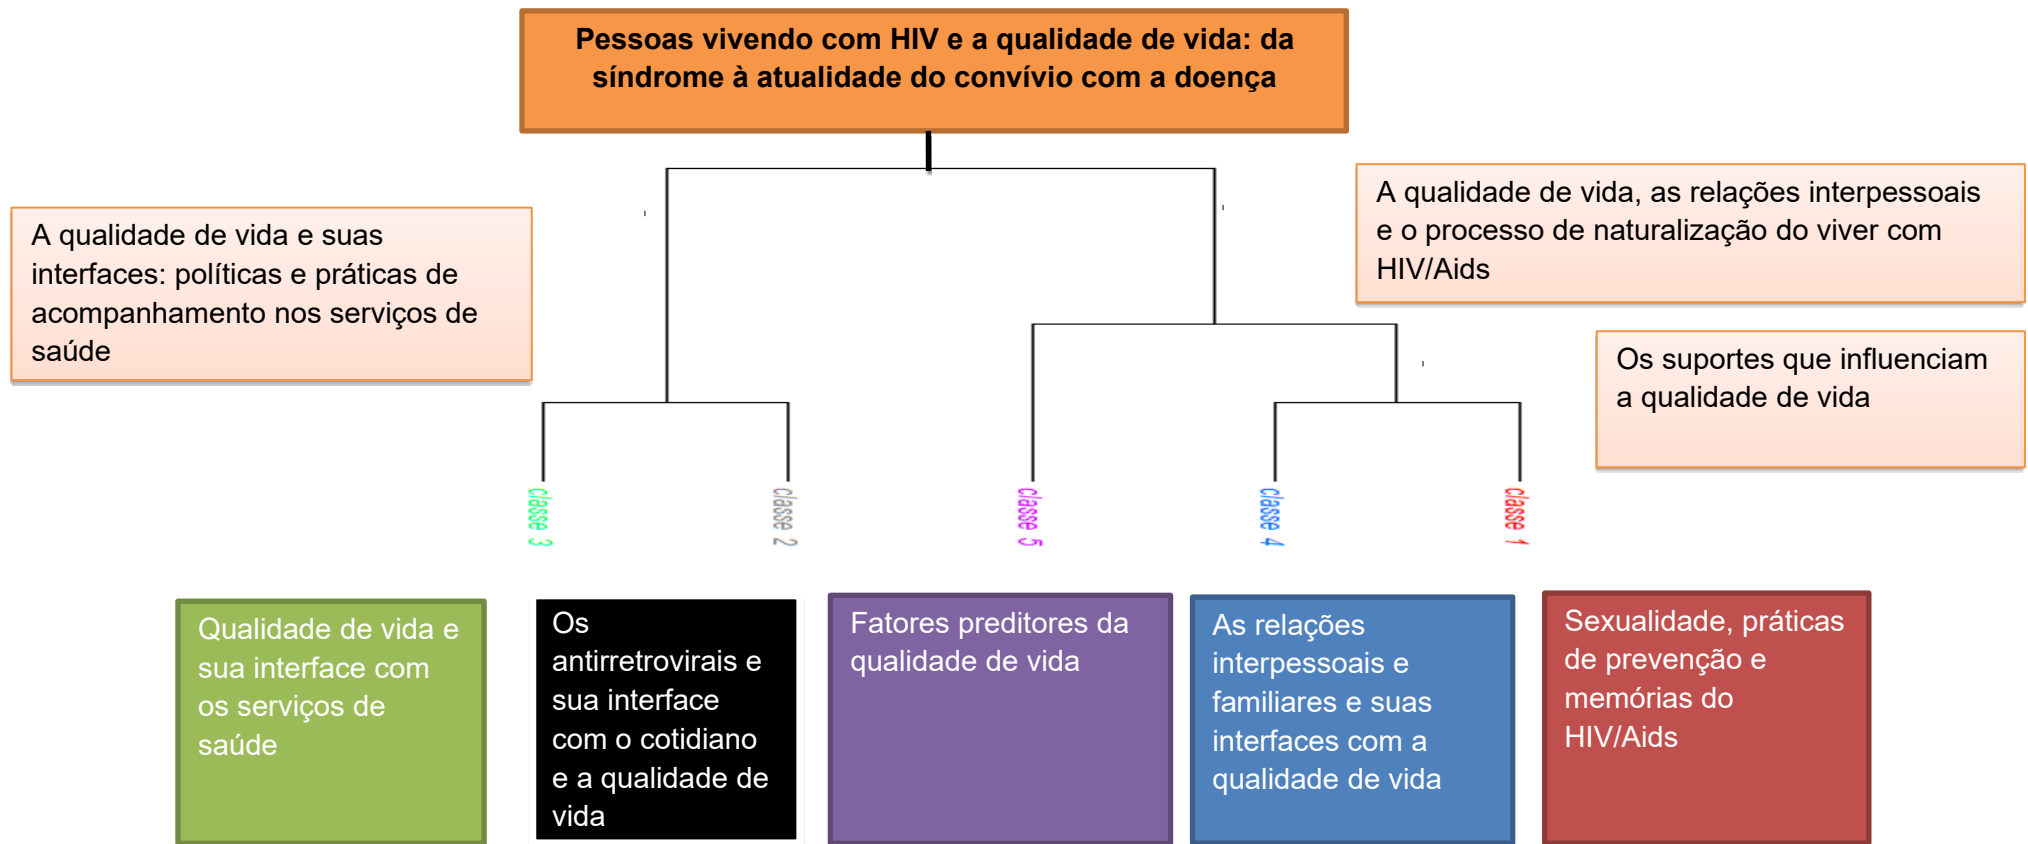 Pessoas vivendo com HIV e a qualidade de vida: da
síndrome à atualidade do convívio com a doença
A qualidade de vida e suas
interfaces: políticas e práticas de
acompanhamento nos serviços de
saúde
A qualidade de vida, as relações interpessoais
e o processo de naturalização do viver com
HIV/Aids
Os suportes que influenciam
a qualidade de vida
classe 3
classe 2
classe 5
classe 4
classe 1
Qualidade de vida e
sua interface com
os serviços de
saúde
Os
antirretrovirais e
sua interface
com o cotidiano
e a qualidade de
vida
Fatores preditores da
qualidade de vida
As relações
interpessoais e
familiares e suas
interfaces com a
qualidade de vida
Sexualidade, práticas
de prevenção e
memórias do
HIV/Aids